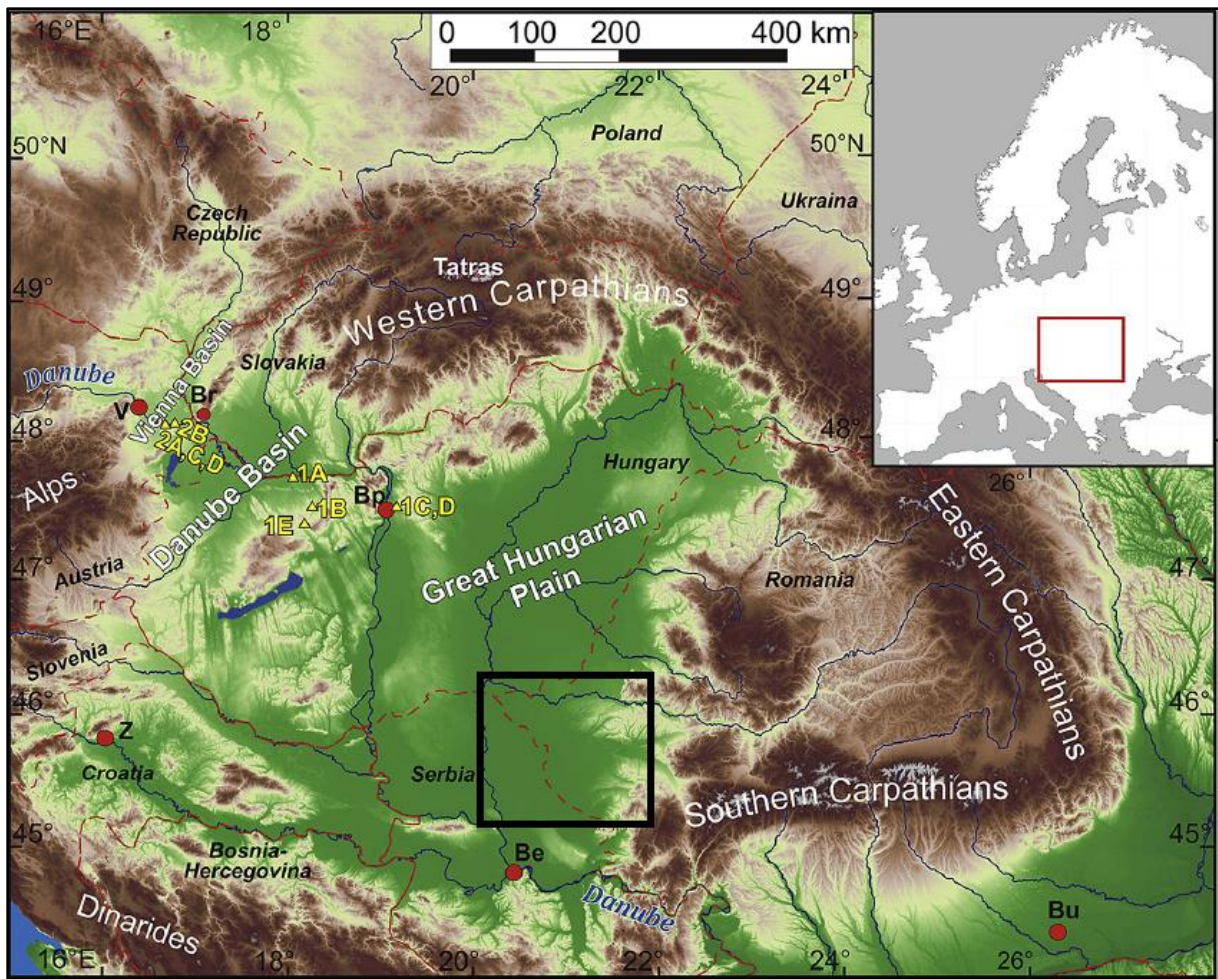 16°E
18°
0 100 200 400 km
20°
22°
24°
Poland
50°N
50°
Ukraina
Czech
Republic
Tatras
49°
49°
Western Carpathians
Vienna Basin
Slovakia
Danube
V
Br
48°
2B
2A,C,D
48°
Hungary
1A
26°
Danube Basin
Alps
Bp
1B
1C,D
1E
Great Hungarian
Plain
Eastern Carpathians
47°
Austria
47°
Romania
Slovenia
46°
46°
Z
Croatia
Serbia
Southern Carpathians
45°
45°
Bosnia-
Hercegovina
Be
Danube
Dinarides
Bu
16°E
18°
20°
22°
24°
26°